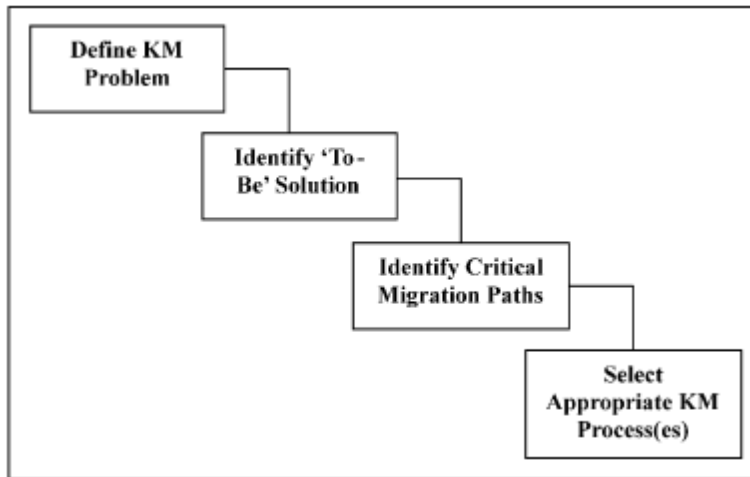 Define KM
Problem
Identify ‘To-
Be’ Solution
Identify Critical
Migration Paths
Select
Appropriate KM
Process(es)